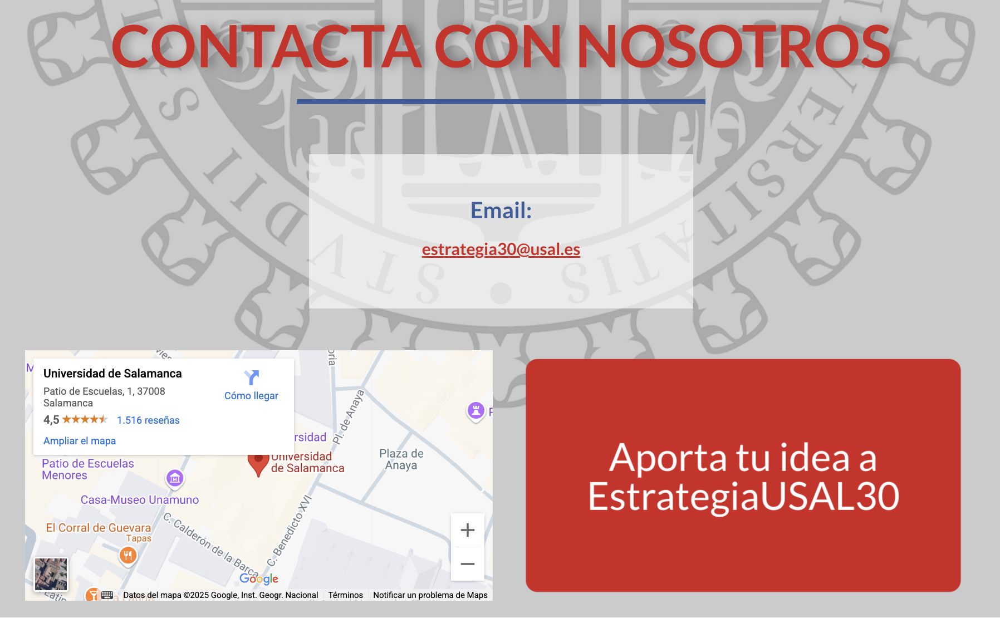 CONTACTA CON NOSOTROS
Email:
estrategia30@usal.es
STVDII
VERSITATIS
Universidad de Salamanca
Patio de Escuelas, 1, 37008
Salamanca
4,5
1.516 reseñas
Cómo llegar
Ampliar el mapa
Pl. de Anaya
rsidad
Universidad
de Salamanca
Plaza de
Anaya
Patio de Escuelas
Menores
Casa-Museo Unamuno
El Corral de Guevara
Tapas
C. Calderón de la Barca
C. Benedicto XVI
Google
Datos del mapa ©2025 Google, Inst. Geogr. Nacional
Términos
Notificar un problema de Maps
Aporta tu idea a
EstrategiaUSAL30